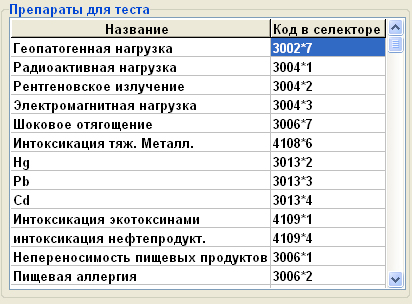 Препараты для теста
Название Код в селекторе
Геопатогенная нагрузка 3002*7
Радиоактивная нагрузка 3004*1
Рентгеновское излучение 3004*2
Электромагнитная нагрузка 3004*3
Шоковое отягощение 3006*7
Интоксикация тяж. Металл. 4108*6
Hg 3013*2
Pb 3013*3
Cd 3013*4
Интоксикация экотоксинами 4109*1
интоксикация нефтепродукт. 4109*4
Непереносимость пищевых продуктов 3006*1
Пищевая аллергия 3006*2